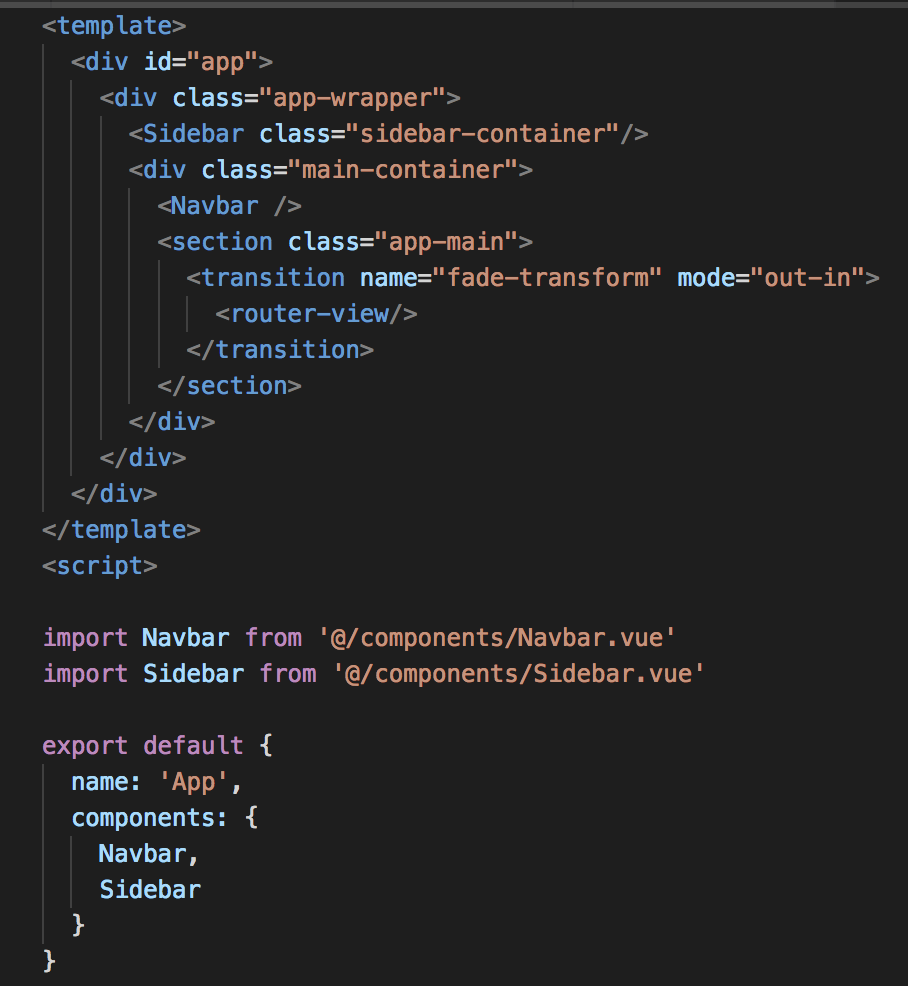 <template>
  <div id="app">
    <div class="app-wrapper">
      <Sidebar class="sidebar-container"/>
      <div class="main-container">
        <Navbar />
        <section class="app-main">
          <transition name="fade-transform" mode="out-in">
            <router-view/>
          </transition>
        </section>
      </div>
    </div>
  </div>
</template>
<script>

import Navbar from '@/components/Navbar.vue'
import Sidebar from '@/components/Sidebar.vue'

export default {
  name: 'App',
  components: {
    Navbar,
    Sidebar
  }
}